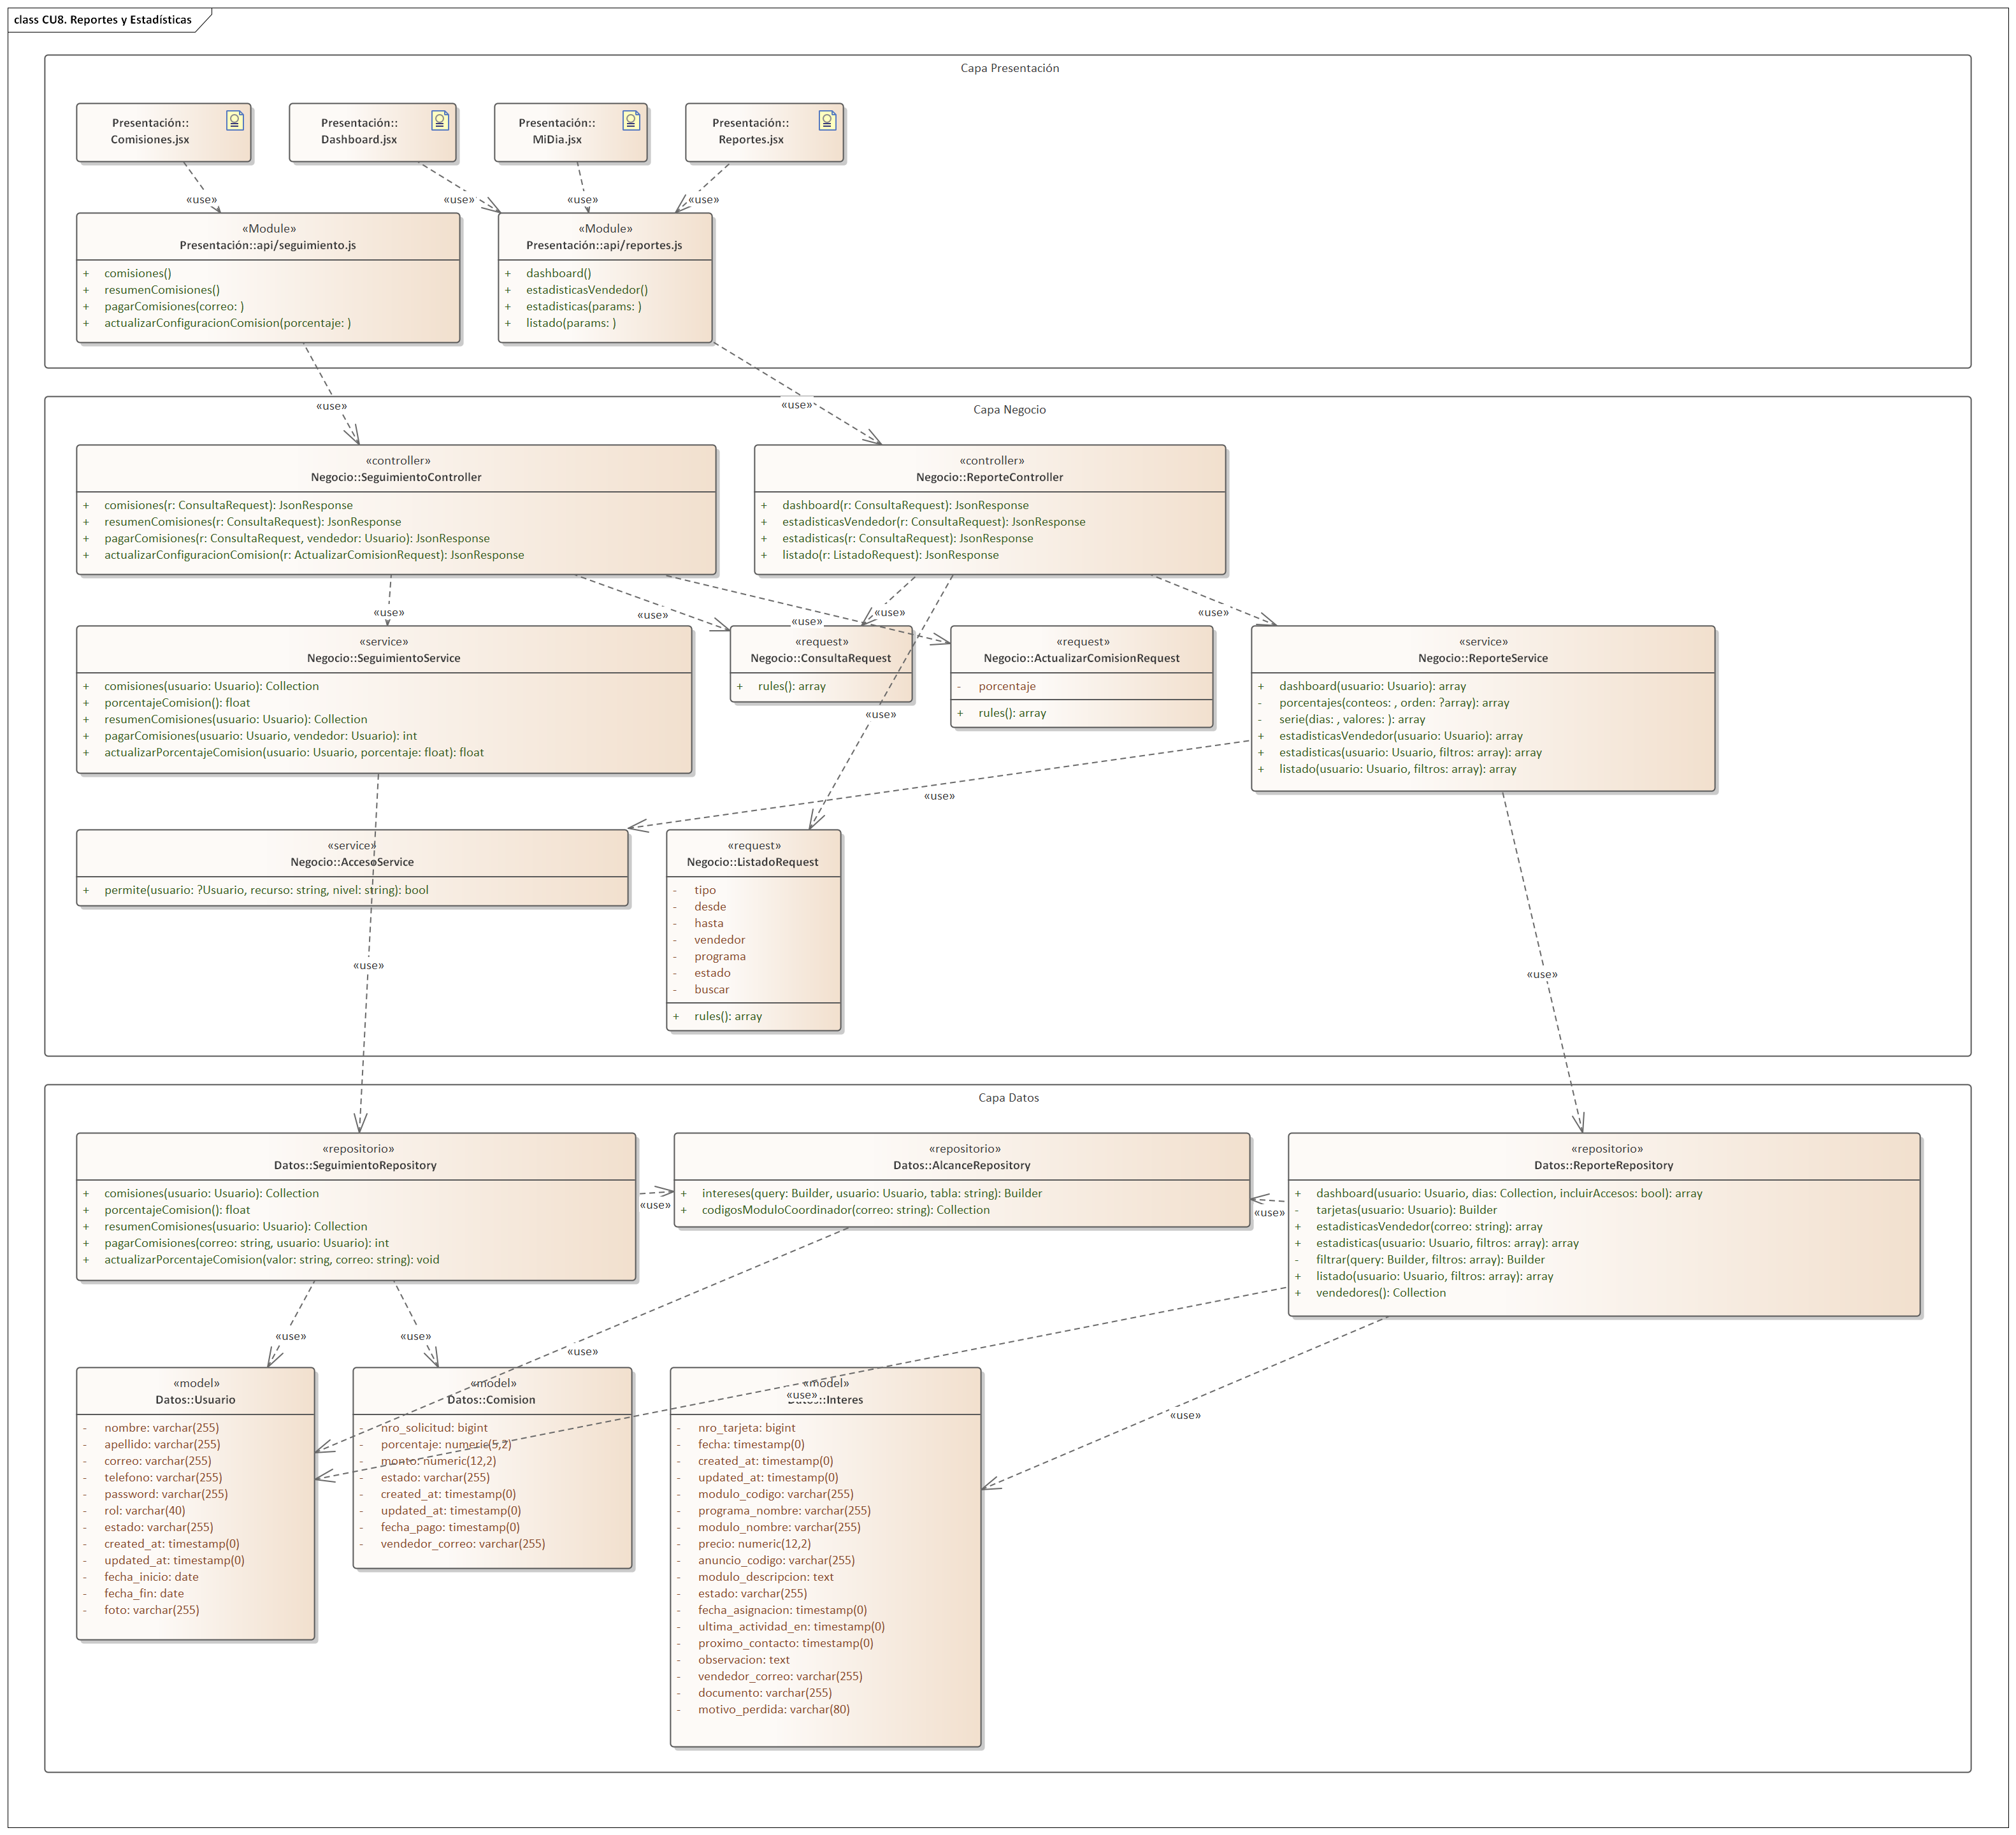 class CU8. Reportes y Estadísticas
Capa Presentación
Presentación::
Comisiones.jsx
Presentación::
Dashboard.jsx
Presentación::
MiDia.jsx
Presentación::
Reportes.jsx
«use»
«use»
«use»
«use»
«Module»
Presentación::api/seguimiento.js
+ comisiones()
+ resumenComisiones()
+ pagarComisiones(correo: )
+ actualizarConfiguracionComision(porcentaje: )
«Module»
Presentación::api/reportes.js
+ dashboard()
+ estadisticasVendedor()
+ estadisticas(params: )
+ listado(params: )
«use»
«use»
Capa Negocio
«controller»
Negocio::SeguimientoController
+ comisiones(r: ConsultaRequest): JsonResponse
+ resumenComisiones(r: ConsultaRequest): JsonResponse
+ pagarComisiones(r: ConsultaRequest, vendedor: Usuario): JsonResponse
+ actualizarConfiguracionComision(r: ActualizarComisionRequest): JsonResponse
«controller»
Negocio::ReporteController
+ dashboard(r: ConsultaRequest): JsonResponse
+ estadisticasVendedor(r: ConsultaRequest): JsonResponse
+ estadisticas(r: ConsultaRequest): JsonResponse
+ listado(r: ListadoRequest): JsonResponse
«use»
«use»
«use»
«use»
«use»
«service»
Negocio::SeguimientoService
+ comisiones(usuario: Usuario): Collection
+ porcentajeComision(): float
+ resumenComisiones(usuario: Usuario): Collection
+ pagarComisiones(usuario: Usuario, vendedor: Usuario): int
+ actualizarPorcentajeComision(usuario: Usuario, porcentaje: float): float
«request»
Negocio::ConsultaRequest
+ rules(): array
«request»
Negocio::ActualizarComisionRequest
- porcentaje
+ rules(): array
«service»
Negocio::ReporteService
+ dashboard(usuario: Usuario): array
- porcentajes(conteos: , orden: ?array): array
- serie(dias: , valores: ): array
+ estadisticasVendedor(usuario: Usuario): array
+ estadisticas(usuario: Usuario, filtros: array): array
+ listado(usuario: Usuario, filtros: array): array
«use»
«use»
«service»
Negocio::AccesoService
+ permite(usuario: ?Usuario, recurso: string, nivel: string): bool
«request»
Negocio::ListadoRequest
- tipo
- desde
- hasta
- vendedor
- programa
- estado
- buscar
+ rules(): array
«use»
«use»
Capa Datos
«repositorio»
Datos::SeguimientoRepository
+ comisiones(usuario: Usuario): Collection
+ porcentajeComision(): float
+ resumenComisiones(usuario: Usuario): Collection
+ pagarComisiones(correo: string, usuario: Usuario): int
+ actualizarPorcentajeComision(valor: string, correo: string): void
«use»
«repositorio»
Datos::AlcanceRepository
+ intereses(query: Builder, usuario: Usuario, tabla: string): Builder
+ codigosModuloCoordinador(correo: string): Collection
«use»
«repositorio»
Datos::ReporteRepository
+ dashboard(usuario: Usuario, dias: Collection, incluirAccesos: bool): array
- tarjetas(usuario: Usuario): Builder
+ estadisticasVendedor(correo: string): array
+ estadisticas(usuario: Usuario, filtros: array): array
- filtrar(query: Builder, filtros: array): Builder
+ listado(usuario: Usuario, filtros: array): array
+ vendedores(): Collection
«use»
«use»
«use»
«use»
«use»
«model»
Datos::Usuario
- nombre: varchar(255)
- apellido: varchar(255)
- correo: varchar(255)
- telefono: varchar(255)
- password: varchar(255)
- rol: varchar(40)
- estado: varchar(255)
- created_at: timestamp(0)
- updated_at: timestamp(0)
- fecha_inicio: date
- fecha_fin: date
- foto: varchar(255)
«model»
Datos::Comision
- nro_solicitud: bigint
- porcentaje: numeric(5,2)
- monto: numeric(12,2)
- estado: varchar(255)
- created_at: timestamp(0)
- updated_at: timestamp(0)
- fecha_pago: timestamp(0)
- vendedor_correo: varchar(255)
«model»
Datos::Interes
- nro_tarjeta: bigint
- fecha: timestamp(0)
- created_at: timestamp(0)
- updated_at: timestamp(0)
- modulo_codigo: varchar(255)
- programa_nombre: varchar(255)
- modulo_nombre: varchar(255)
- precio: numeric(12,2)
- anuncio_codigo: varchar(255)
- modulo_descripcion: text
- estado: varchar(255)
- fecha_asignacion: timestamp(0)
- ultima_actividad_en: timestamp(0)
- proximo_contacto: timestamp(0)
- observacion: text
- vendedor_correo: varchar(255)
- documento: varchar(255)
- motivo_perdida: varchar(80)